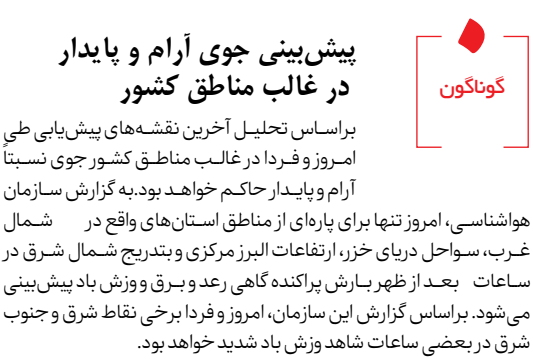 گوناگون
پیش‌بینی جوی آرام و پایدار
در غالب مناطق کشور
براساس تحلیل آخرین نقشه‌های پیش‌یابی طی
امروز و فردا در غالب مناطق کشور جوی نسبتاً
آرام و پایدار حاکم خواهد بود.به گزارش سازمان
هواشناسی، امروز تنها برای پاره‌ای از مناطق استان‌های واقع در شمال
غرب، سواحل دریای خزر، ارتفاعات البرز مرکزی و بتدریج شمال شرق در
ساعات بعد از ظهر بارش پراکنده گاهی رعد و برق و وزش باد پیش‌بینی
می‌شود. براساس گزارش این سازمان، امروز و فردا برخی نقاط شرق و جنوب
شرق در بعضی ساعات شاهد وزش باد شدید خواهد بود.